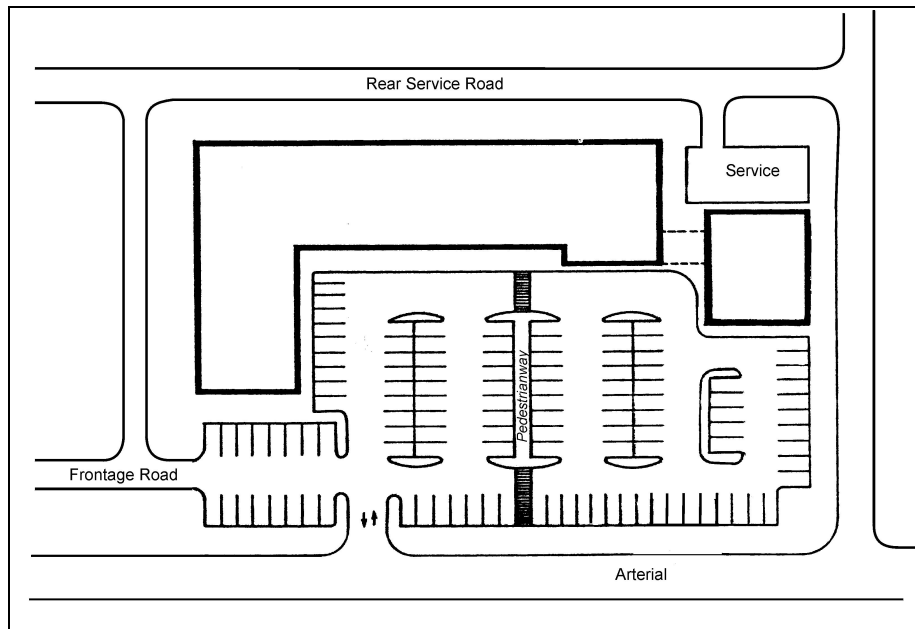 Rear Service Road
Service
Pedestrianway
Frontage Road
Arterial